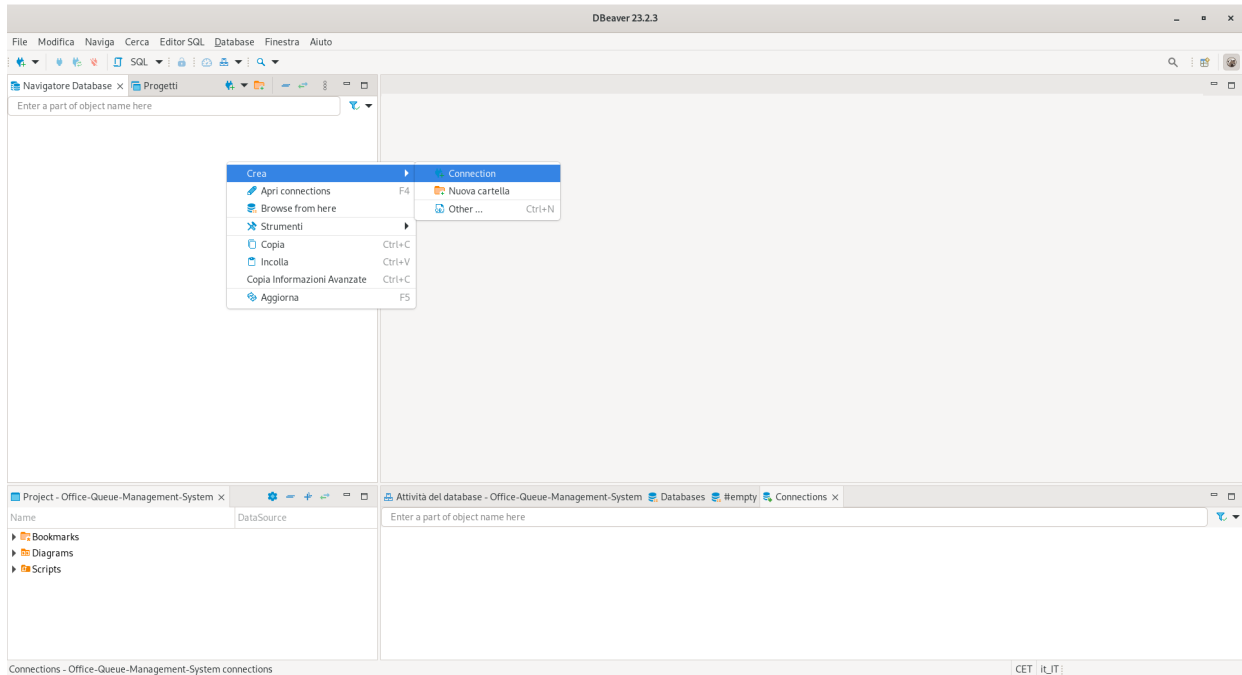 DBeaver 23.2.3
File Modifica Naviga Cerca Editor SQL Database Finestra Aiuto
SQL
Navigatore Database Progetti
Enter a part of object name here
Crea
Connection
Apri connections F4
Nuova cartella
Browse from here
Other ... Ctrl+N
Strumenti
Copia Ctrl+C
Incolla Ctrl+V
Copia Informazioni Avanzate Ctrl+C
Aggiorna F5
Project - Office-Queue-Management-System
Attività del database - Office-Queue-Management-System Databases #empty Connections
Name DataSource
Enter a part of object name here
Bookmarks
Diagrams
Scripts
Connections - Office-Queue-Management-System connections
CET it_IT